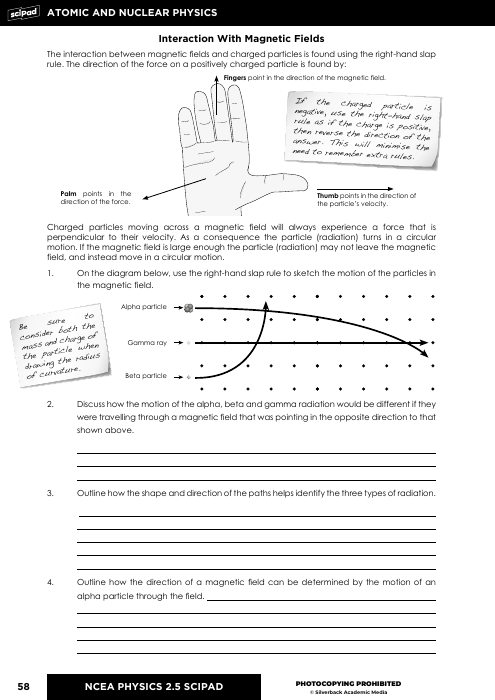 scipad ATOMIC AND NUCLEAR PHYSICS
Interaction With Magnetic Fields
The interaction between magnetic fields and charged particles is found using the right-hand slap
rule. The direction of the force on a positively charged particle is found by:
Fingers point in the direction of the magnetic field.
If the charged particle is
negative, use the right-hand slap
rule as if the charge is positive,
then reverse the direction of the
answer. This will minimise the
need to remember extra rules.
Palm points in the
direction of the force.
Thumb points in direction of
the particle's velocity.
Charged particles moving across a magnetic field will always experience a force that is
perpendicular to their velocity. As a consequence the particle (radiation) turns in a circular
motion. If the magnetic field is large enough the particle (radiation) may not leave the magnetic
field, and instead move in a circular motion.
1. On the diagram below, use the right-hand slap rule to sketch the motion of the particles in
the magnetic field.
Be sure to
consider both the
mass and charge of
the particle when
drawing the radius
of curvature.
Alpha particle
Gamma ray
Beta particle
2. Discuss how the motion of the alpha, beta and gamma radiation would be different if they
were travelling through a magnetic field that was pointing in the opposite direction to that
shown above.
3. Outline how the shape and direction of the paths helps identify the three types of radiation.
4. Outline how the direction of a magnetic field can be determined by the motion of an
alpha particle through the field.
58 NCEA PHYSICS 2.5 SCIPAD PHOTOCOPYING PROHIBITED
© Silverback Academic Media